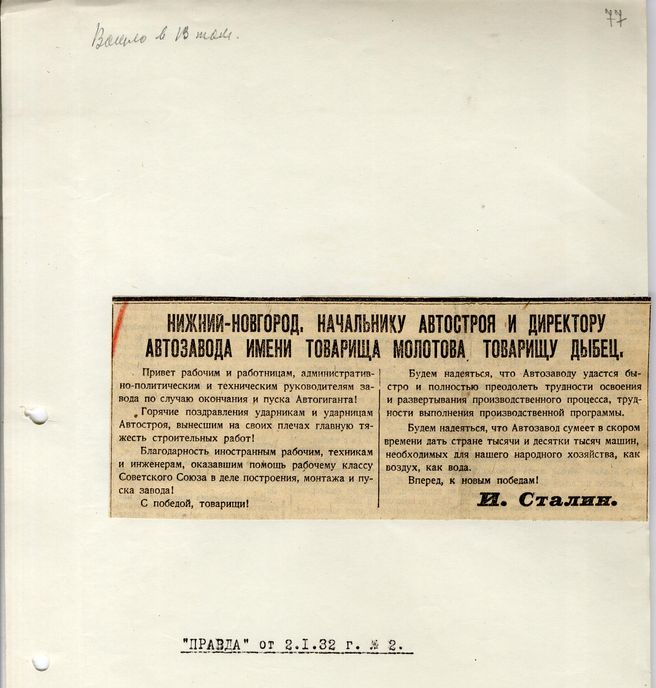 77
Вошло в 13 том.
НИЖНИЙ-НОВГОРОД. НАЧАЛЬНИКУ АВТОСТРОЯ И ДИРЕКТОРУ
АВТОЗАВОДА ИМЕНИ ТОВАРИЩА МОЛОТОВА ТОВАРИЩУ ДЫБЕЦ.
Привет рабочим и работницам, административ-
но-политическим и техническим руководителям за-
вода по случаю окончания и пуска Автогиганта!
Горячие поздравления ударникам и ударницам
Автостроя, вынесшим на своих плечах главную тя-
жесть строительных работ!
Благодарность иностранным рабочим, техникам
и инженерам, оказавшим помощь рабочему классу
Советского Союза в деле построения, монтажа и пу-
ска завода!
С победой, товарищи!
Будем надеяться, что Автозаводу удастся бы-
стро и полностью преодолеть трудности освоения
и развертывания производственного процесса, труд-
ности выполнения производственной программы.
Будем надеяться, что Автозавод сумеет в скором
времени дать стране тысячи и десятки тысяч машин,
необходимых для нашего народного хозяйства, как
воздух, как вода.
Вперед, к новым победам!
И. Сталин.
"ПРАВДА" от 2.I.32 г. № 2.